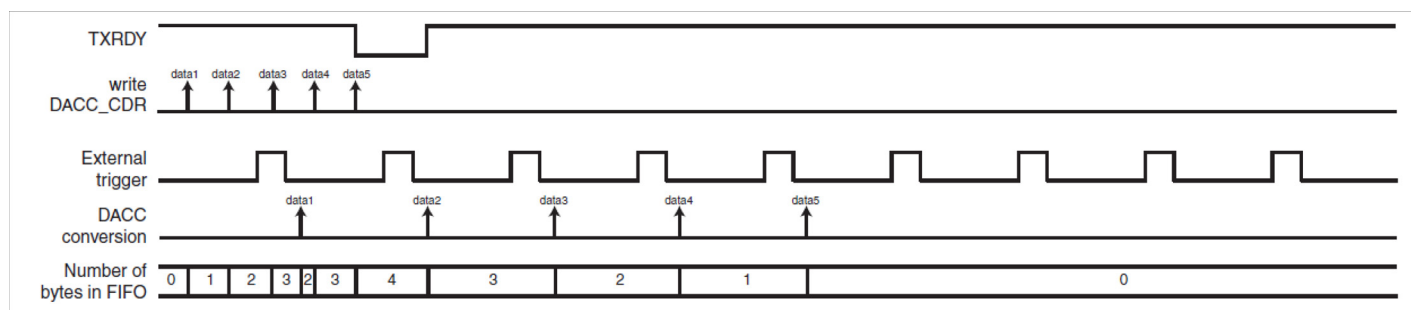 TXRDY
data1 data2 data3 data4 data5
write
DACC_CDR
External
trigger
data1 data2 data3 data4 data5
DACC
conversion
Number of
bytes in FIFO
0 1 2 3 2 3 4 3 2 1 0